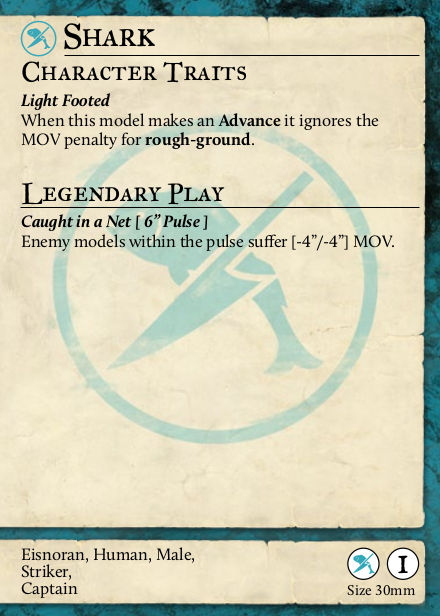 Shark
Character Traits
Light Footed
When this model makes an Advance it ignores the
MOV penalty for rough-ground.
Legendary Play
Caught in a Net [ 6” Pulse ]
Enemy models within the pulse suffer [-4”/-4”] MOV.
Eisnoran, Human, Male,
Striker,
Captain
I
Size 30mm